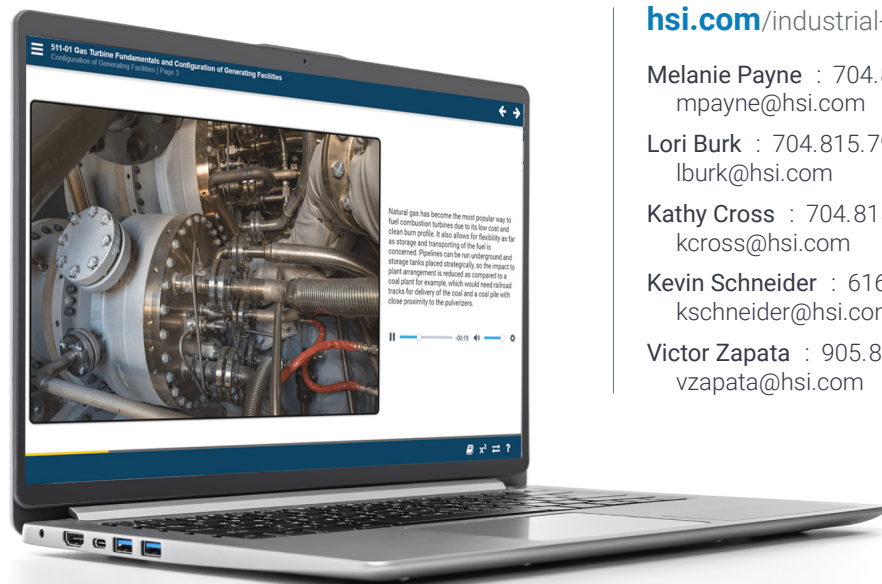 511-01 Gas Turbine Fundamentals and Configuration of Generating Facilities
Configuration of Generating Facilities | Page 3
Natural gas has become the most popular way to
fuel combustion turbines due to its low cost and
clean burn profile. It also allows for flexibility as far
as storage and transporting of the fuel is
concerned. Pipelines can be run underground and
storage tanks placed strategically, so the impact to
plant arrangement is reduced as compared to a
coal plant for example, which would need railroad
tracks for delivery of the coal and a coal pile with
close proximity to the pulverizers.
-00:19
x² ?
hsi.com/industrial-
Melanie Payne : 704.
mpayne@hsi.com
Lori Burk : 704.815.79
lburk@hsi.com
Kathy Cross : 704.81
kcross@hsi.com
Kevin Schneider : 616
kschneider@hsi.co
Victor Zapata : 905.8
vzapata@hsi.com